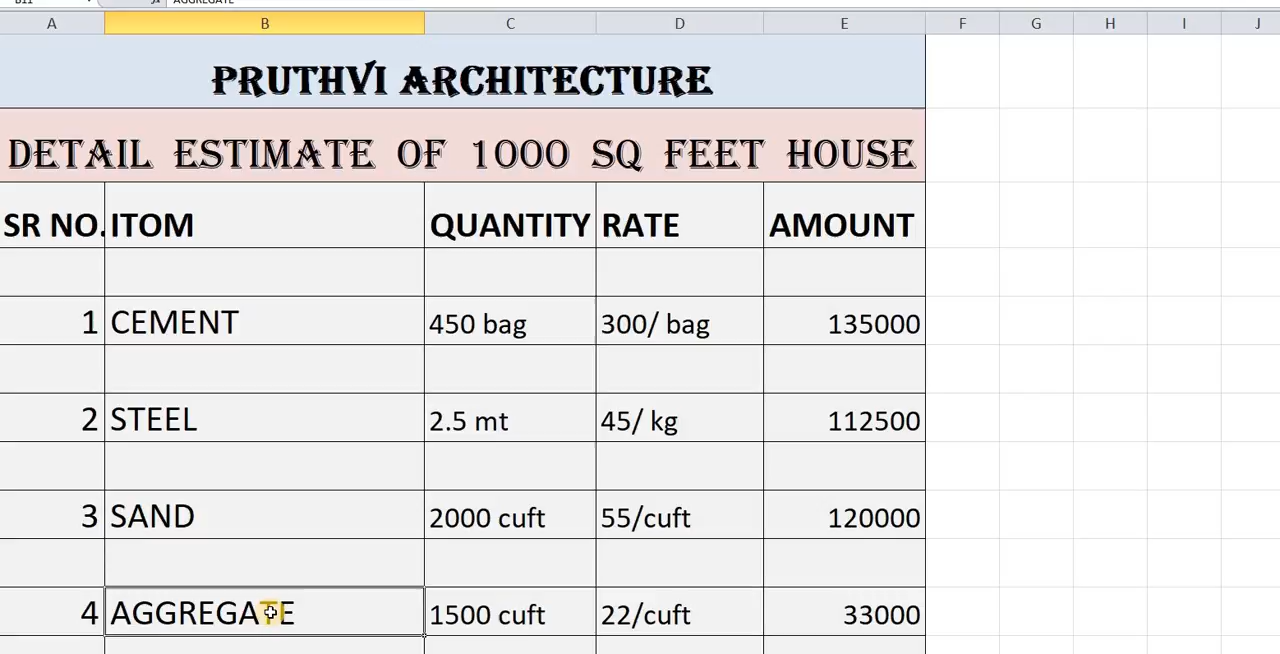 B11 AGGREGATE
A B C D E F G H I J
PRUTHVI ARCHITECTURE
DETAIL ESTIMATE OF 1000 SQ FEET HOUSE
SR NO. ITOM QUANTITY RATE AMOUNT
1 CEMENT 450 bag 300/ bag 135000
2 STEEL 2.5 mt 45/ kg 112500
3 SAND 2000 cuft 55/cuft 120000
4 AGGREGATE 1500 cuft 22/cuft 33000